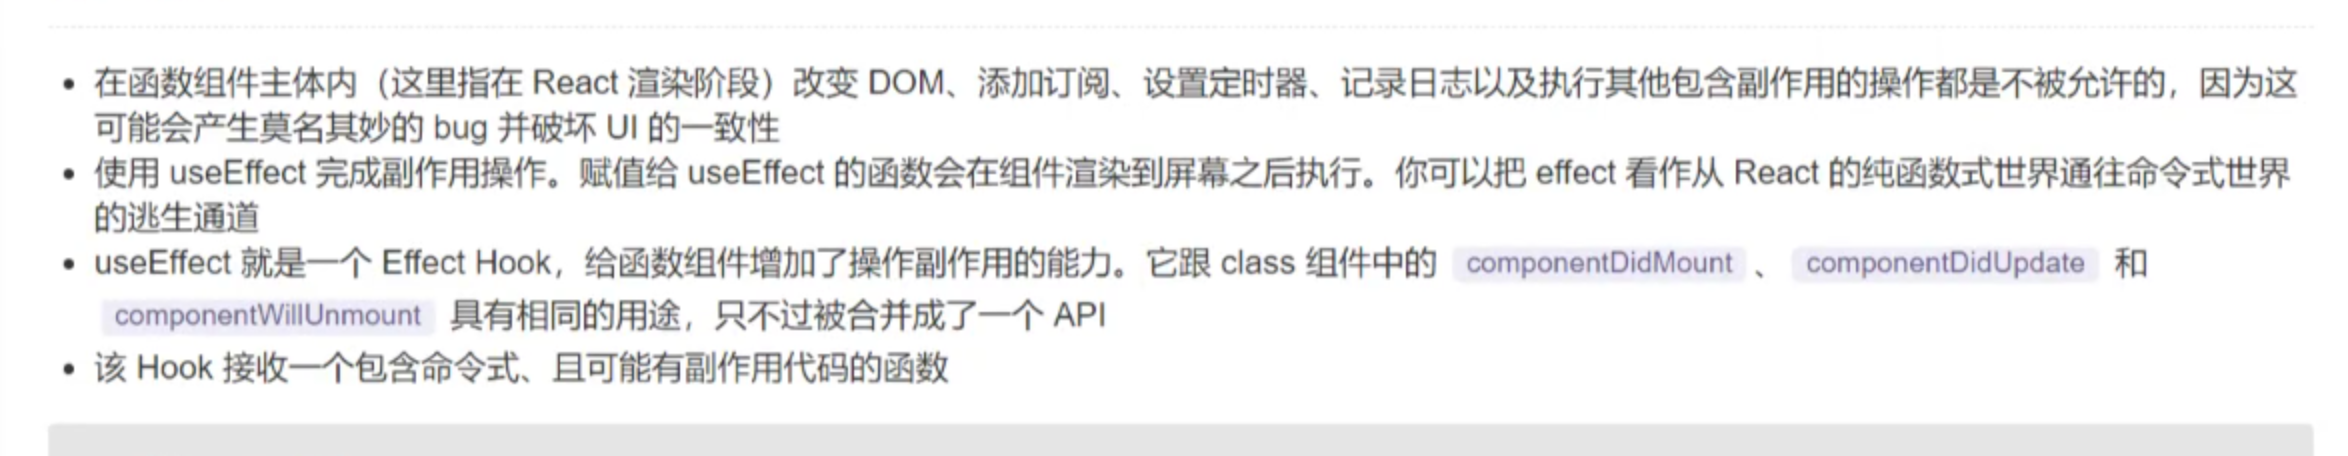 • 在函数组件主体内（这里指在 React 渲染阶段）改变 DOM、添加订阅、设置定时器、记录日志以及执行其他包含副作用的操作都是不被允许的，因为这
可能会产生莫名其妙的 bug 并破坏 UI 的一致性
• 使用 useEffect 完成副作用操作。赋值给 useEffect 的函数会在组件渲染到屏幕之后执行。你可以把 effect 看作从 React 的纯函数式世界通往命令式世界
的逃生通道
• useEffect 就是一个 Effect Hook，给函数组件增加了操作副作用的能力。它跟 class 组件中的 componentDidMount 、 componentDidUpdate 和
componentWillUnmount 具有相同的用途，只不过被合并成了一个 API
• 该 Hook 接收一个包含命令式、且可能有副作用代码的函数